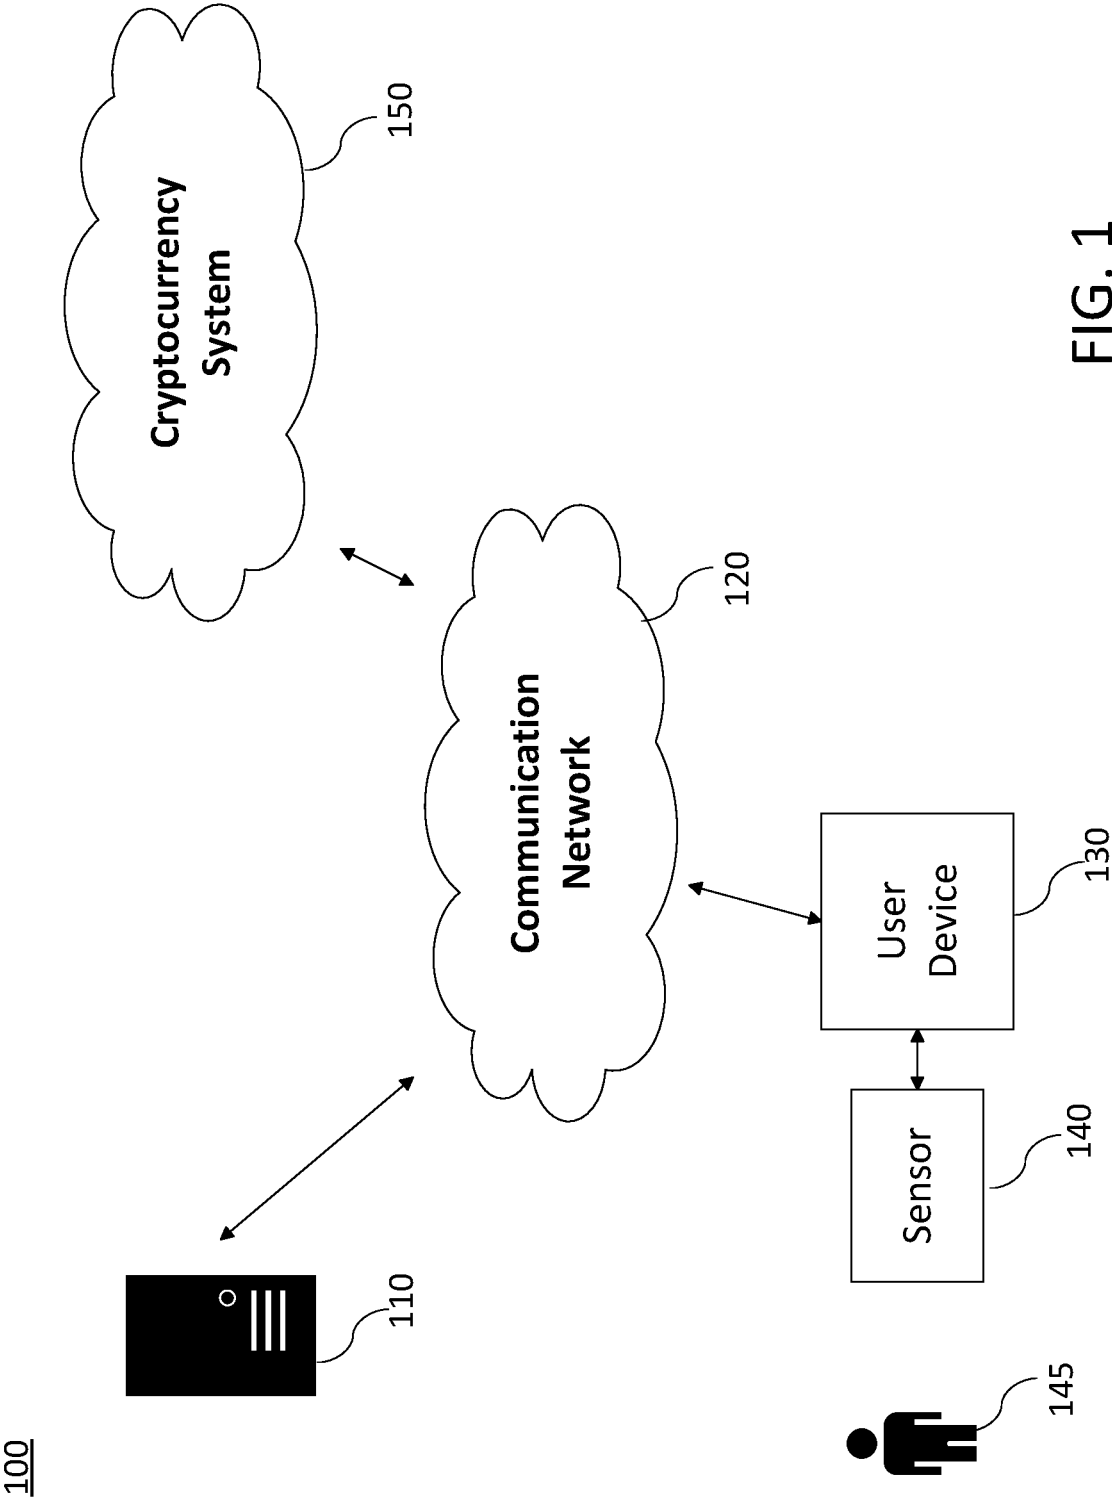 100
Cryptocurrency
System
150
110
Communication
Network
120
User
Device
130
Sensor
140
145
FIG. 1